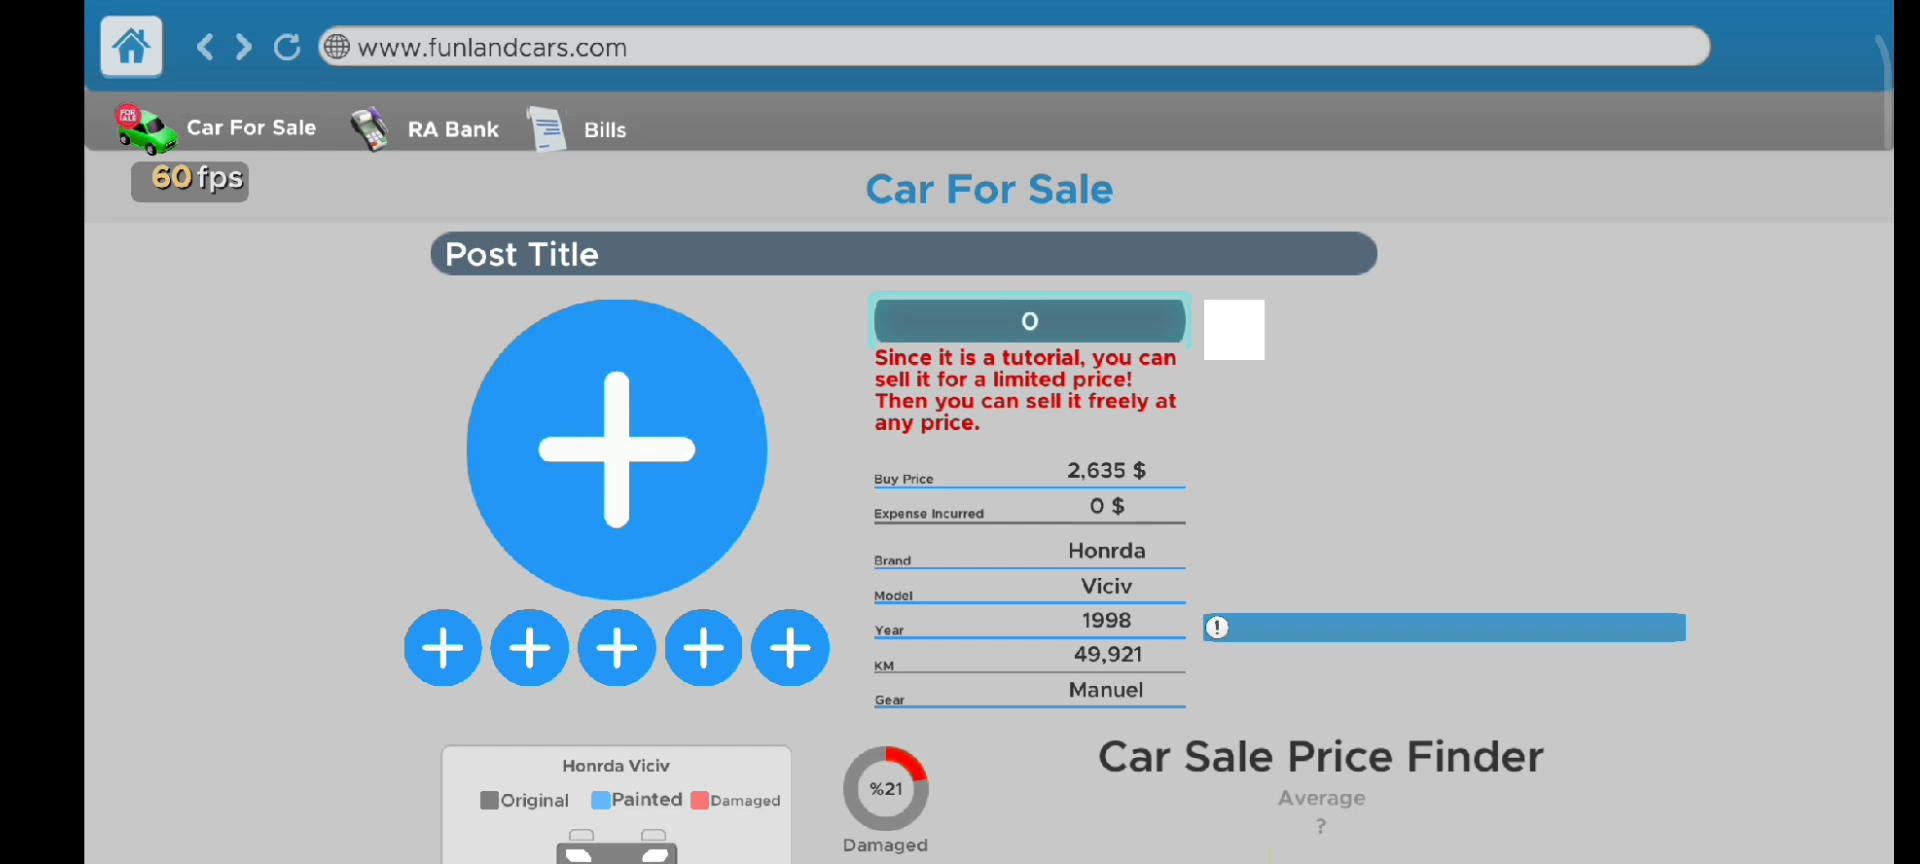 www.funlandcars.com
FOR SALE
Car For Sale
RA Bank
Bills
60 fps
Car For Sale
Post Title
0
Since it is a tutorial, you can
sell it for a limited price!
Then you can sell it freely at
any price.
Buy Price 2,635 $
Expense Incurred 0 $
Brand Honrda
Model Viciv
Year 1998
KM 49,921
Gear Manuel
!
Honrda Viciv
Original Painted Damaged
%21
Damaged
Car Sale Price Finder
Average
?